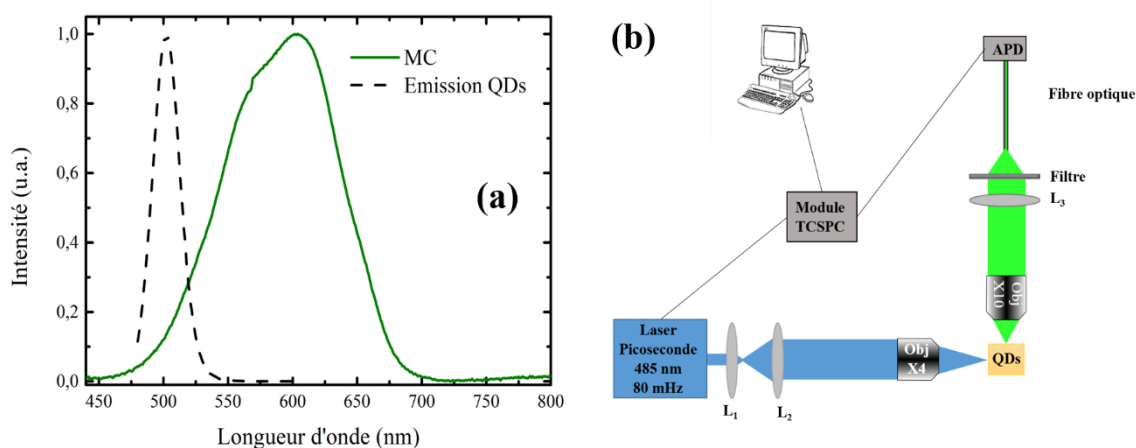 1,0
0,8
0,6
0,4
0,2
0,0
Intensité (u.a.)
MC
Emission QDs
(a)
450
500
550
600
650
700
750
800
Longueur d'onde (nm)
(b)
APD
Fibre optique
Filtre
L3
Module
TCSPC
Obj
X10
Laser
Picoseconde
485 nm
80 mHz
Obj
X4
QDs
L1
L2